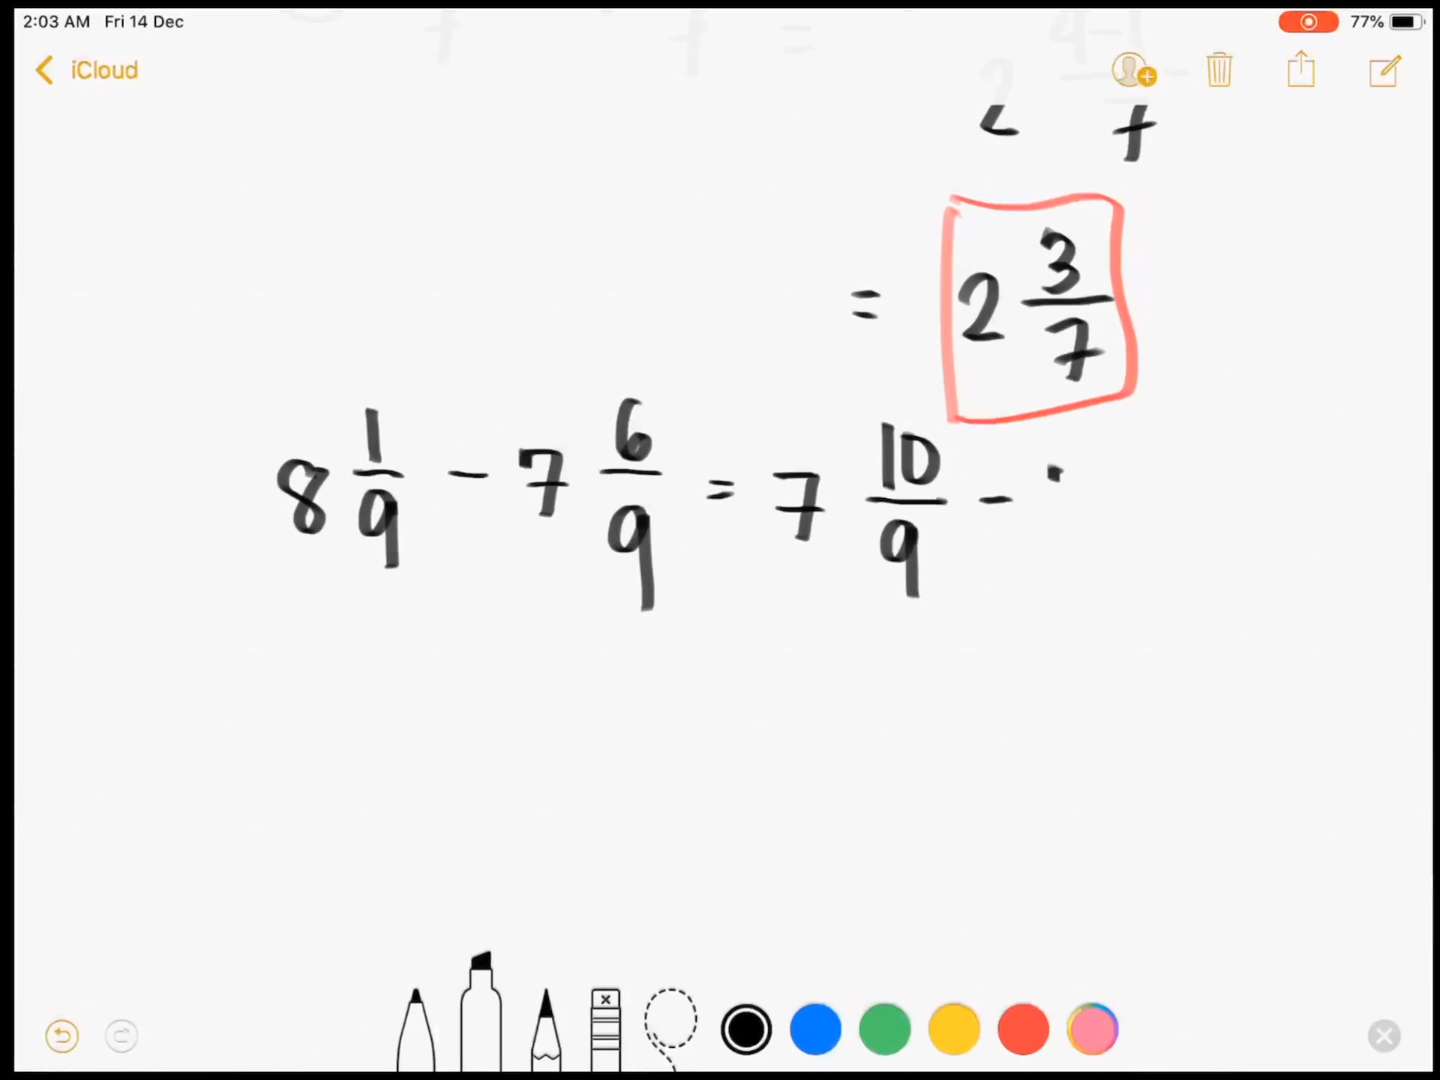 2:03 AM Fri 14 Dec 77%
iCloud
= 2 3/7
8 1/9 - 7 6/9 = 7 10/9 -